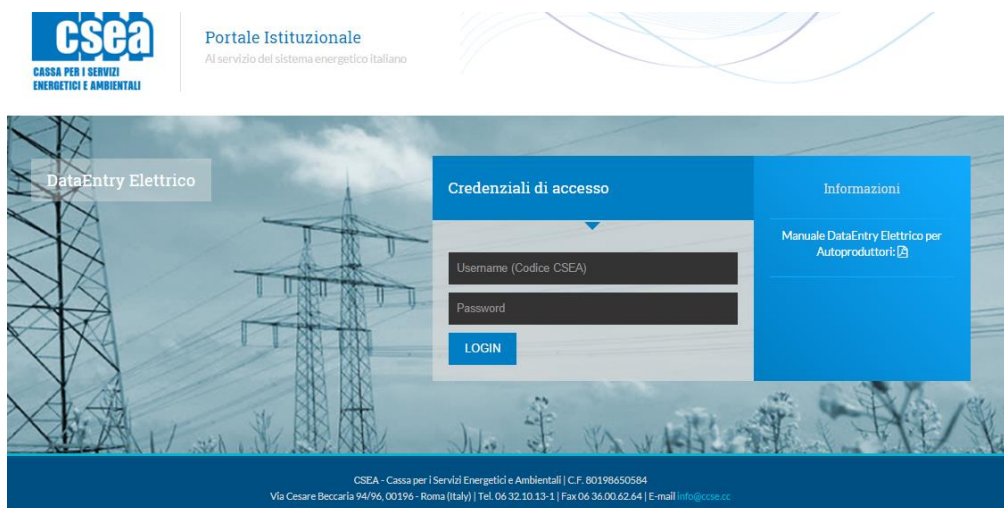 csea
CASSA PER I SERVIZI
ENERGETICI E AMBIENTALI
Portale Istituzionale
Al servizio del sistema energetico italiano
DataEntry Elettrico
Credenziali di accesso
Username (Codice CSEA)
Password
LOGIN
Informazioni
Manuale DataEntry Elettrico per
Autoproduttori:
CSEA - Cassa per i Servizi Energetici e Ambientali | C.F. 80198650584
Via Cesare Beccaria 94/96, 00196 - Roma (Italy) | Tel. 06 32.10.13-1 | Fax 06 36.00.62.64 | E-mail info@ccse.cc